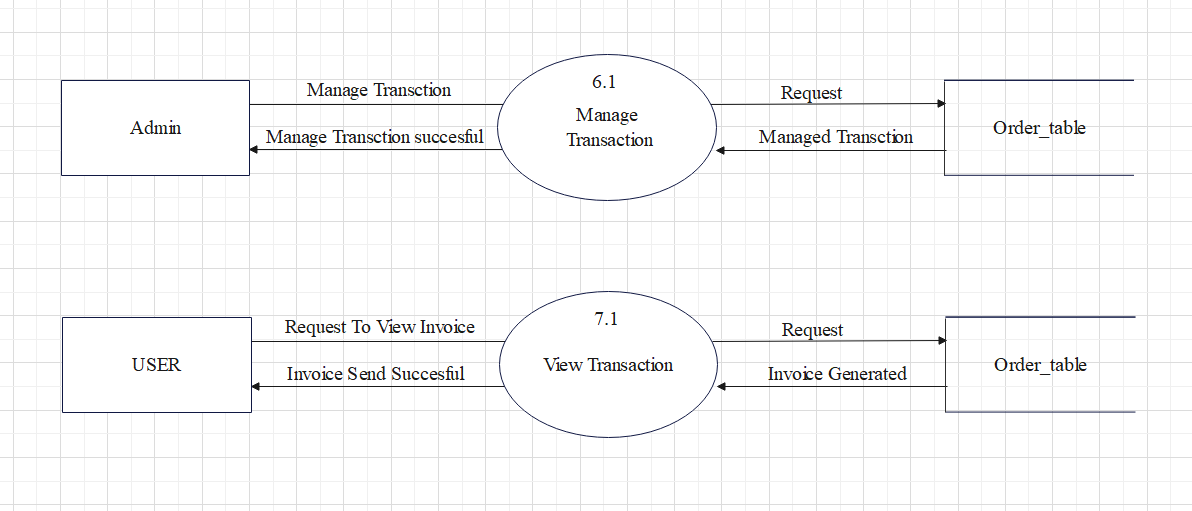 Manage Transction
6.1
Request
Admin
Manage
Transaction
Order_table
Manage Transction succesful
Managed Transction
Request To View Invoice
7.1
Request
USER
View Transaction
Order_table
Invoice Send Succesful
Invoice Generated